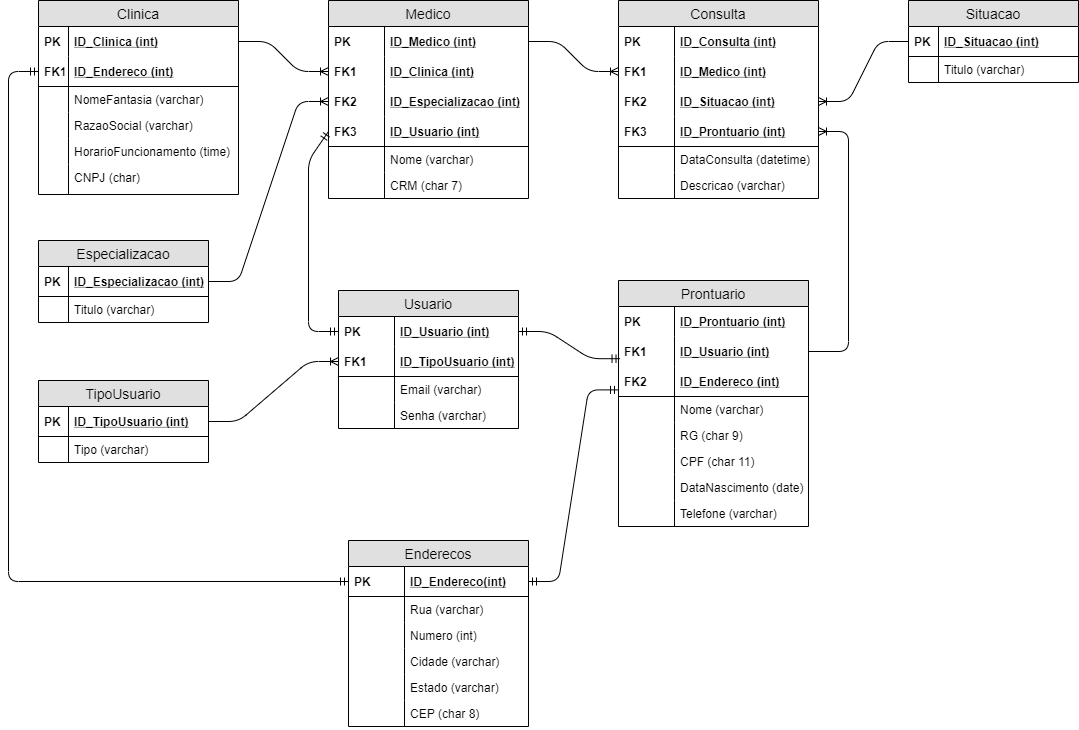 Clinica
PK ID_Clinica (int)
FK1 ID_Endereco (int)
NomeFantasia (varchar)
RazaoSocial (varchar)
HorarioFuncionamento (time)
CNPJ (char)
Medico
PK ID_Medico (int)
FK1 ID_Clinica (int)
FK2 ID_Especializacao (int)
FK3 ID_Usuario (int)
Nome (varchar)
CRM (char 7)
Consulta
PK ID_Consulta (int)
FK1 ID_Medico (int)
FK2 ID_Situacao (int)
FK3 ID_Prontuario (int)
DataConsulta (datetime)
Descricao (varchar)
Situacao
PK ID_Situacao (int)
Titulo (varchar)
Especializacao
PK ID_Especializacao (int)
Titulo (varchar)
Usuario
PK ID_Usuario (int)
FK1 ID_TipoUsuario (int)
Email (varchar)
Senha (varchar)
Prontuario
PK ID_Prontuario (int)
FK1 ID_Usuario (int)
FK2 ID_Endereco (int)
Nome (varchar)
RG (char 9)
CPF (char 11)
DataNascimento (date)
Telefone (varchar)
TipoUsuario
PK ID_TipoUsuario (int)
Tipo (varchar)
Enderecos
PK ID_Endereco(int)
Rua (varchar)
Numero (int)
Cidade (varchar)
Estado (varchar)
CEP (char 8)